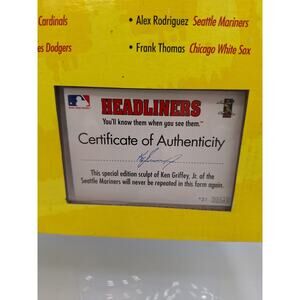 Cardinals
• Alex Rodriguez Seattle Mariners
es Dodgers
• Frank Thomas Chicago White Sox
HEADLINERS
You'll know them when you see them.™
Certificate of Authenticity
This special edition sculpt of Ken Griffey, Jr. of the
Seattle Mariners will never be repeated in this form again.